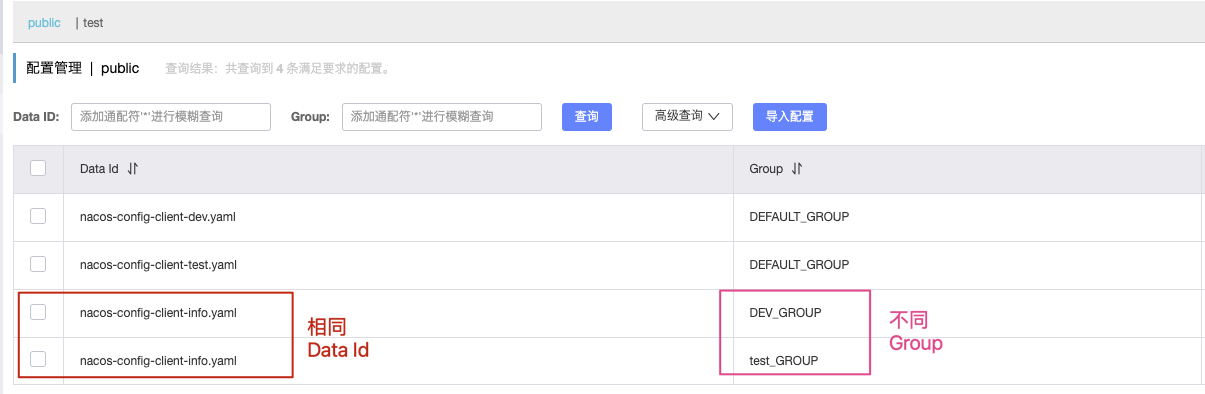 public | test
配置管理 | public 查询结果：共查询到 4 条满足要求的配置。
Data ID: 添加通配符'*'进行模糊查询 Group: 添加通配符'*'进行模糊查询 查询 高级查询 导入配置
Data Id Group
nacos-config-client-dev.yaml DEFAULT_GROUP
nacos-config-client-test.yaml DEFAULT_GROUP
nacos-config-client-info.yaml DEV_GROUP
相同 不同
Data Id Group
nacos-config-client-info.yaml test_GROUP